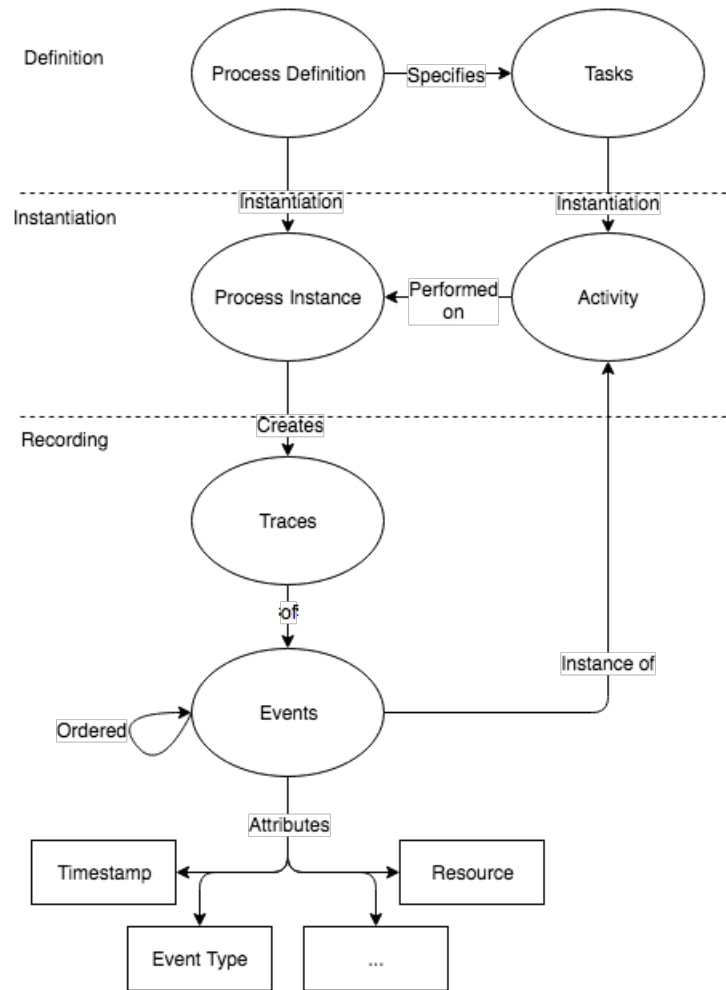 Definition
Process Definition
Specifies
Tasks
Instantiation
Instantiation
Instantiation
Process Instance
Performed
on
Activity
Recording
Creates
Traces
of
Events
Ordered
Instance of
Attributes
Timestamp
Resource
Event Type
...